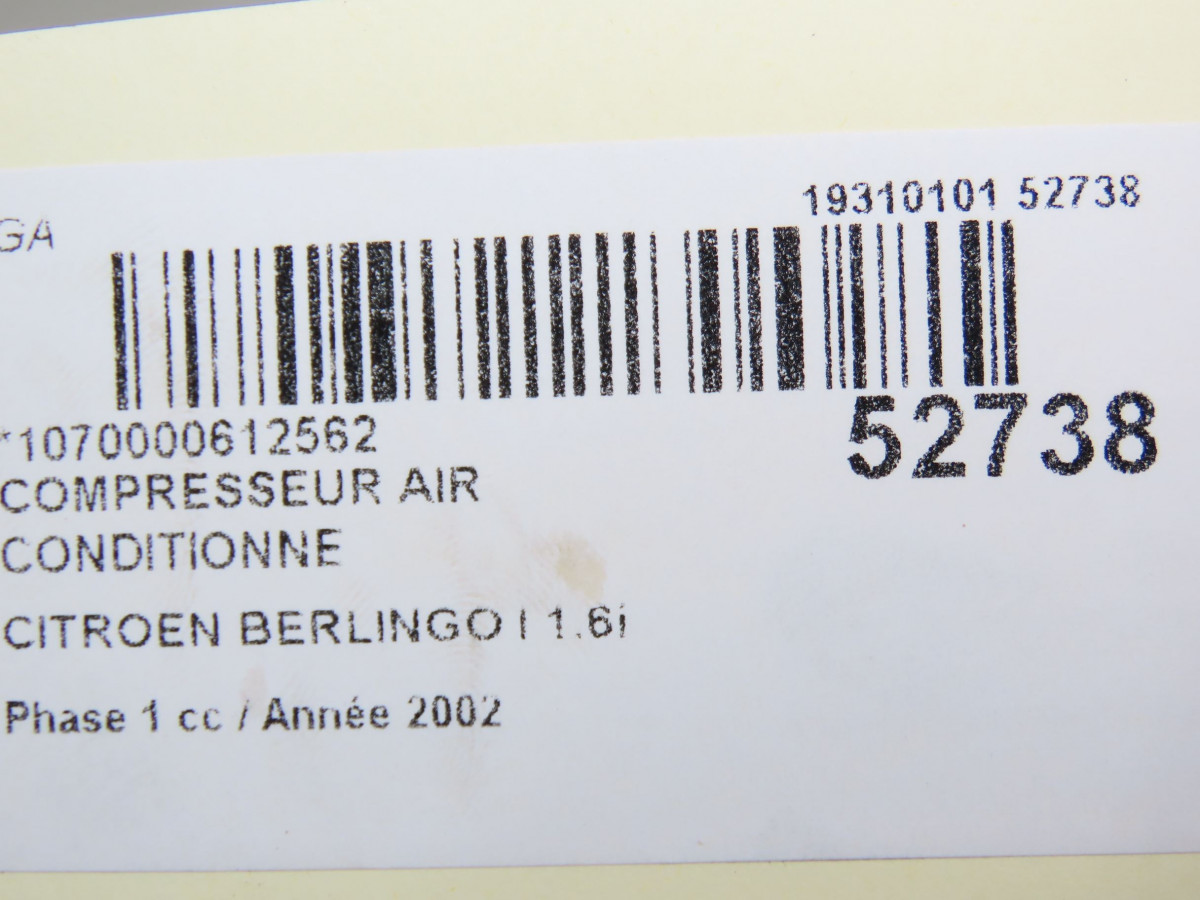 GA
19310101 52738
52738
*1070000612562
COMPRESSEUR AIR
CONDITIONNE
CITROEN BERLINGO I 1.6i
Phase 1 cc / Année 2002